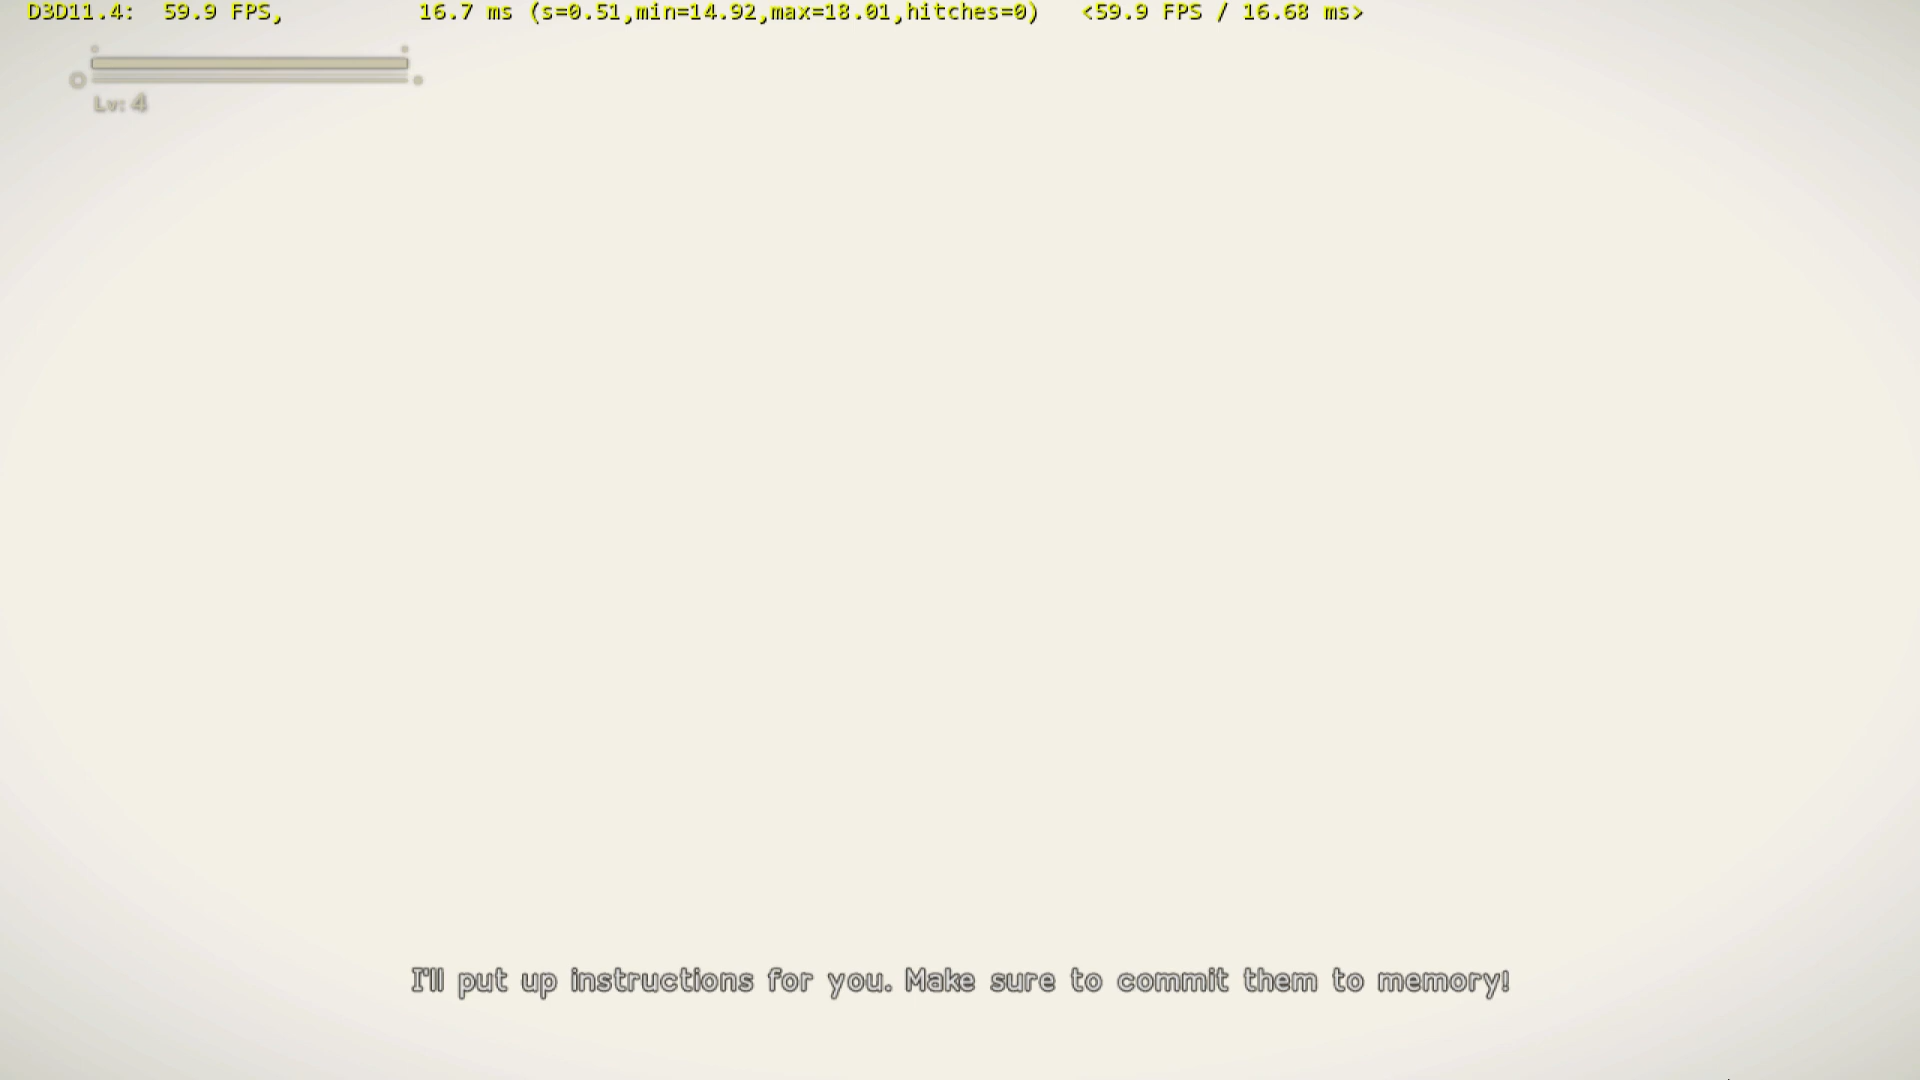 D3D11.4: 59.9 FPS, 16.7 ms (s=0.51,min=14.92,max=18.01,hitches=0) <59.9 FPS / 16.68 ms>
Lv: 4
I'll put up instructions for you. Make sure to commit them to memory!